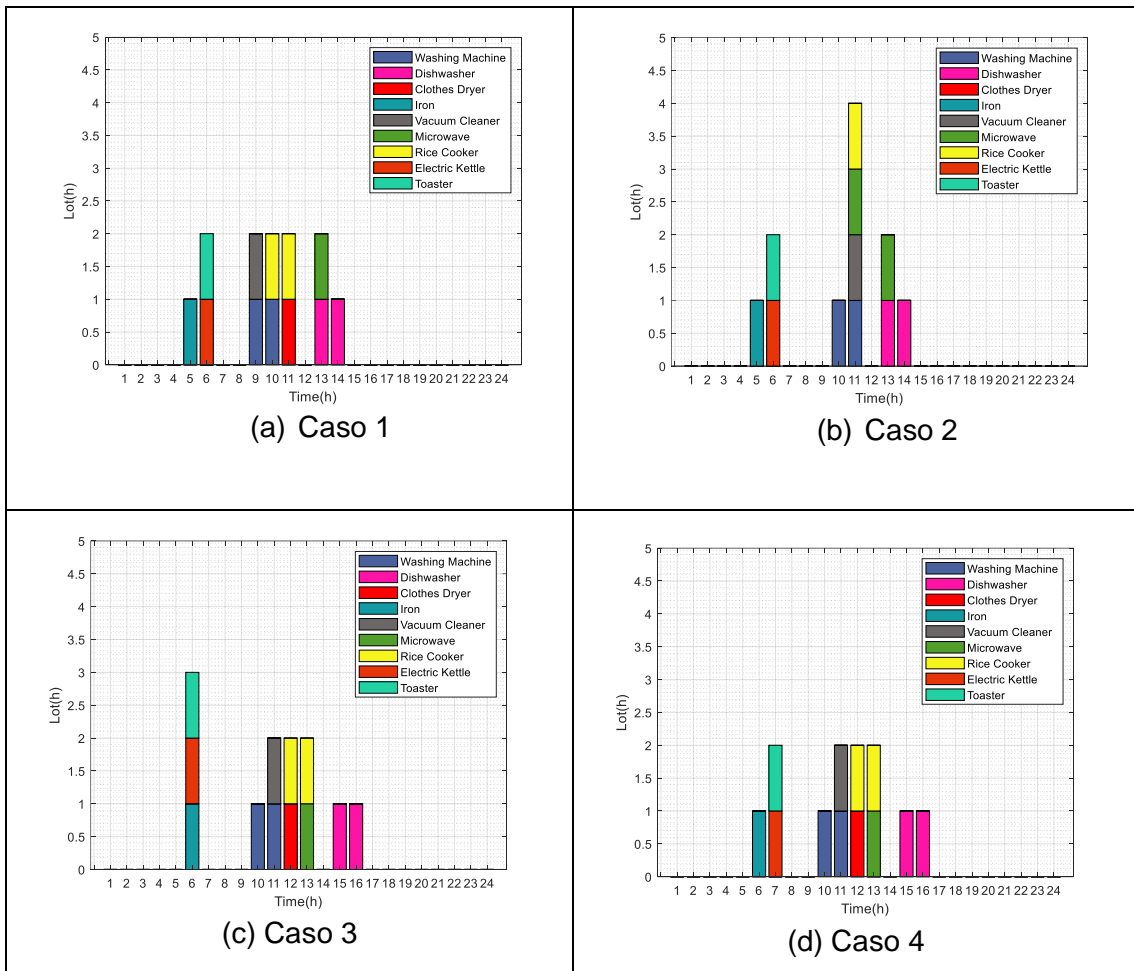 5
4.5
4
3.5
3
2.5
2
1.5
1
0.5
0
Lot(h)
Washing Machine
Dishwasher
Clothes Dryer
Iron
Vacuum Cleaner
Microwave
Rice Cooker
Electric Kettle
Toaster
1 2 3 4 5 6 7 8 9 10 11 12 13 14 15 16 17 18 19 20 21 22 23 24
Time(h)
(a) Caso 1
5
4.5
4
3.5
3
2.5
2
1.5
1
0.5
0
Lot(h)
Washing Machine
Dishwasher
Clothes Dryer
Iron
Vacuum Cleaner
Microwave
Rice Cooker
Electric Kettle
Toaster
1 2 3 4 5 6 7 8 9 10 11 12 13 14 15 16 17 18 19 20 21 22 23 24
Time(h)
(b) Caso 2
5
4.5
4
3.5
3
2.5
2
1.5
1
0.5
0
Lot(h)
Washing Machine
Dishwasher
Clothes Dryer
Iron
Vacuum Cleaner
Microwave
Rice Cooker
Electric Kettle
Toaster
1 2 3 4 5 6 7 8 9 10 11 12 13 14 15 16 17 18 19 20 21 22 23 24
Time(h)
(c) Caso 3
5
4.5
4
3.5
3
2.5
2
1.5
1
0.5
0
Lot(h)
Washing Machine
Dishwasher
Clothes Dryer
Iron
Vacuum Cleaner
Microwave
Rice Cooker
Electric Kettle
Toaster
1 2 3 4 5 6 7 8 9 10 11 12 13 14 15 16 17 18 19 20 21 22 23 24
Time(h)
(d) Caso 4